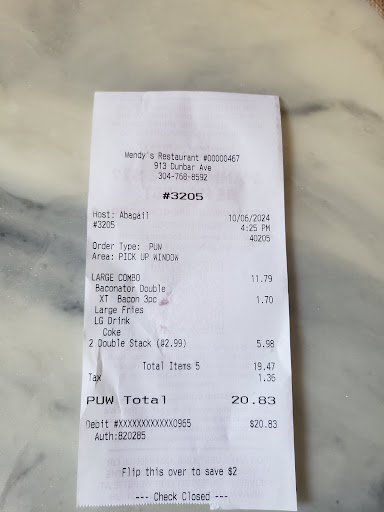 Wendy's Restaurant #00000467
913 Dunbar Ave
304-768-8592
#3205
Host: Abagail 10/06/2024
#3205 4:25 PM
40205
Order Type: PUW
Area: PICK UP WINDOW
LARGE COMBO 11.79
Baconator Double
XT Bacon 3pc 1.70
Large Fries
LG Drink
Coke
2 Double Stack (@2.99) 5.98
Total Items 5 19.47
Tax 1.36
PUW Total 20.83
Debit #XXXXXXXXXXXX0965 $20.83
Auth:820285
Flip this over to save $2
--- Check Closed ---